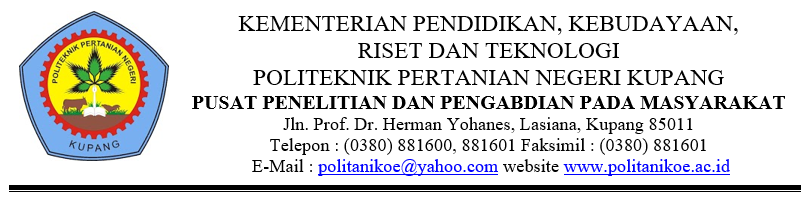 POLITEKNIK PERTANIAN NEGERI
KUPANG
KEMENTERIAN PENDIDIKAN, KEBUDAYAAN,
RISET DAN TEKNOLOGI
POLITEKNIK PERTANIAN NEGERI KUPANG
PUSAT PENELITIAN DAN PENGABDIAN PADA MASYARAKAT
Jln. Prof. Dr. Herman Yohanes, Lasiana, Kupang 85011
Telepon : (0380) 881600, 881601 Faksimil : (0380) 881601
E-Mail : politanikoe@yahoo.com website www.politanikoe.ac.id